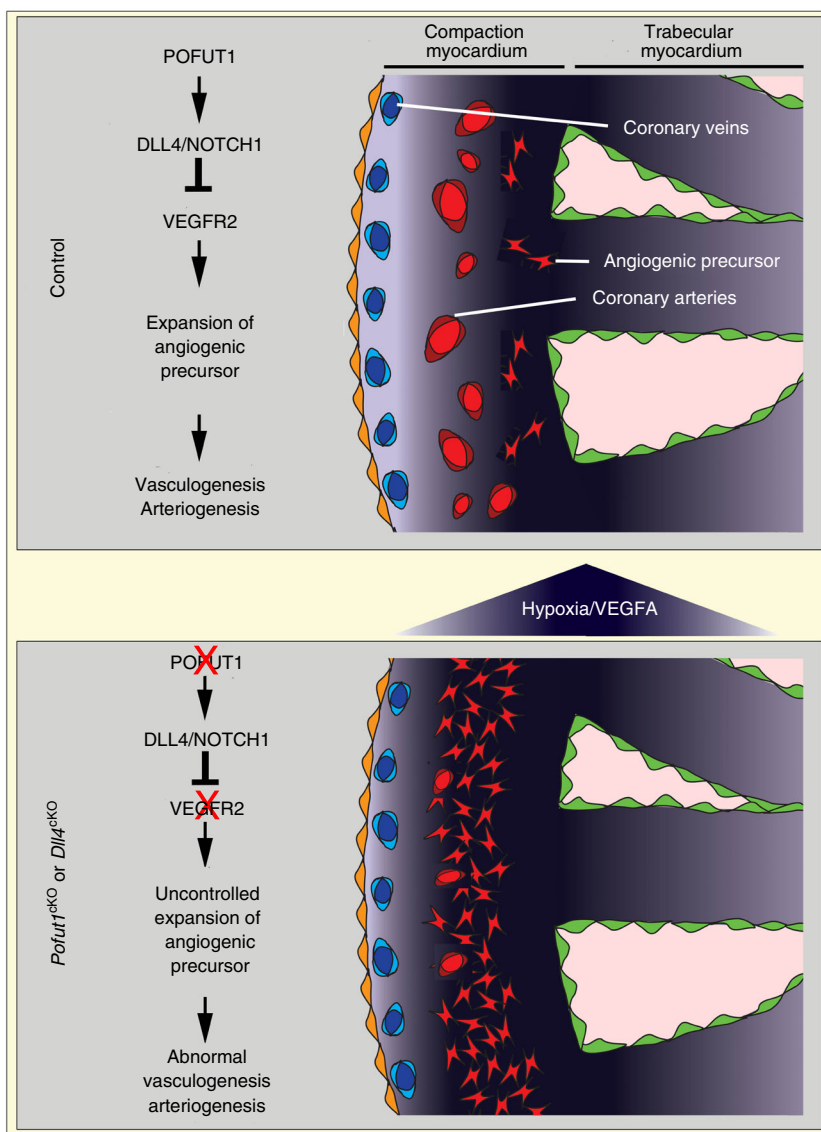 Control
POFUT1
DLL4/NOTCH1
VEGFR2
Expansion of
angiogenic
precursor
Vasculogenesis
Arteriogenesis
Compaction
myocardium
Trabecular
myocardium
Coronary veins
Angiogenic precursor
Coronary arteries
Hypoxia/VEGFA
Pofut1cKO or Dll4cKO
POFUT1
DLL4/NOTCH1
VEGFR2
Uncontrolled
expansion of
angiogenic
precursor
Abnormal
vasculogenesis
arteriogenesis